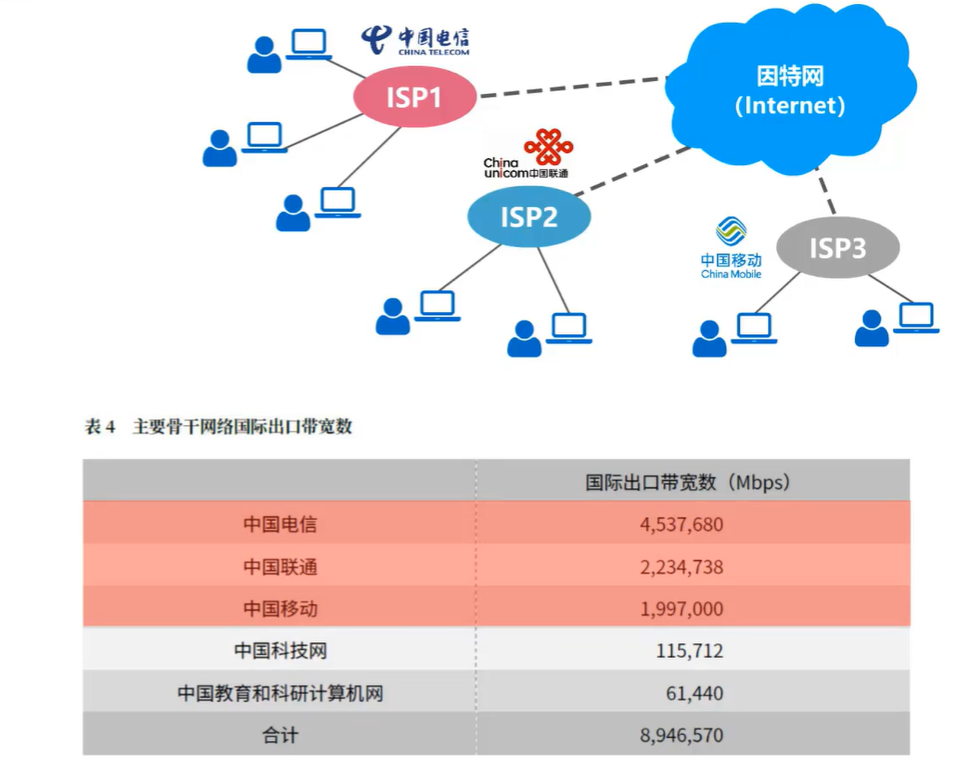 中国电信
CHINA TELECOM
ISP1
因特网
（Internet）
China
unicom中国联通
ISP2
ISP3
中国移动
China Mobile
表 4 主要骨干网络国际出口带宽数
国际出口带宽数（Mbps）
中国电信 4,537,680
中国联通 2,234,738
中国移动 1,997,000
中国科技网 115,712
中国教育和科研计算机网 61,440
合计 8,946,570